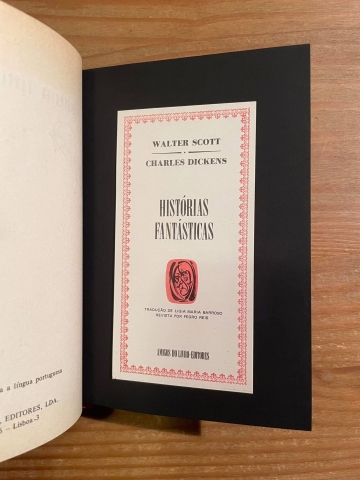 a a língua portuguesa
EDITORES, LDA.
– Lisboa-3
WALTER SCOTT
CHARLES DICKENS
HISTÓRIAS
FANTÁSTICAS
TRADUÇÃO DE LIGIA MARIA BARROSO
REVISTA POR PEDRO REIS
AMIGOS DO LIVRO-EDITORES